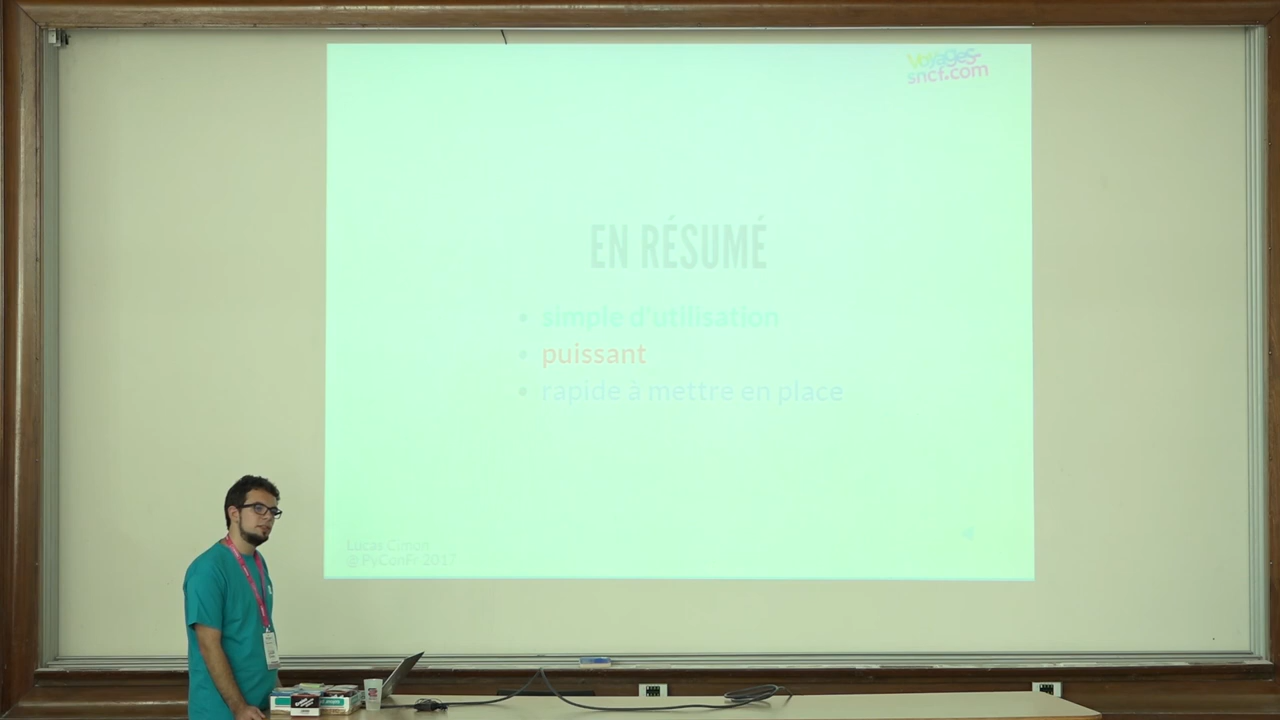 Voyages-
sncf.com
EN RÉSUMÉ
• simple d'utilisation
• puissant
• rapide à mettre en place
Lucas Cimon
@PyConFr 2017